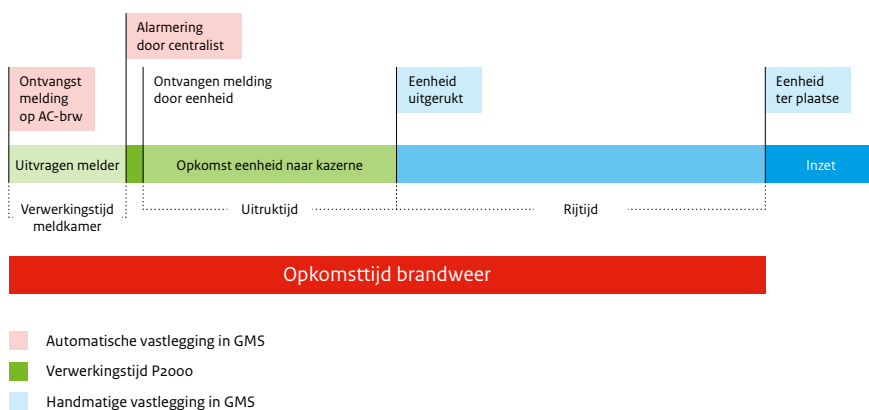 Alarmering
door centralist
Ontvangst
melding
op AC-brw
Ontvangen melding
door eenheid
Eenheid
uitgerukt
Eenheid
ter plaatse
Uitvragen melder
Opkomst eenheid naar kazerne
Inzet
Verwerkingstijd
meldkamer
Uitruktijd
Rijtijd
Opkomsttijd brandweer
Automatische vastlegging in GMS
Verwerkingstijd P2000
Handmatige vastlegging in GMS